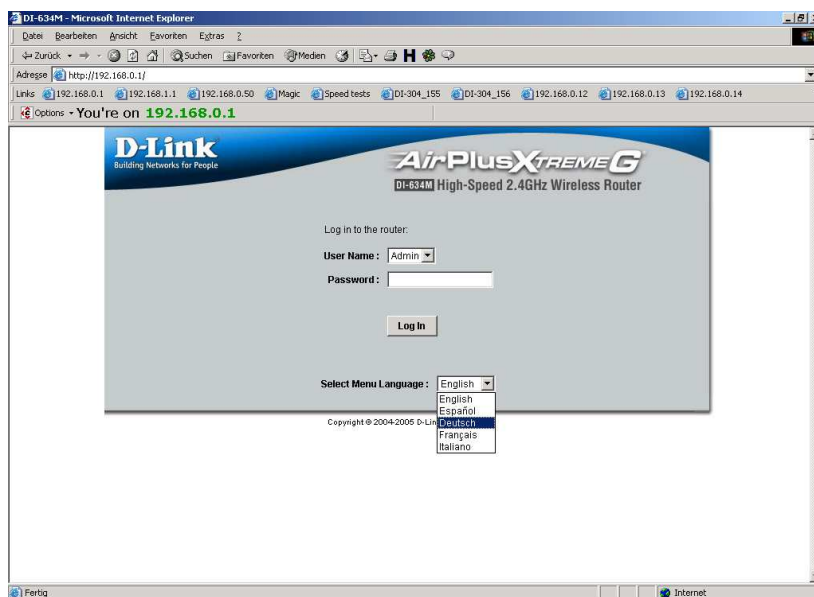 DI-634M - Microsoft Internet Explorer
Datei Bearbeiten Ansicht Favoriten Extras ?
Zurück Suchen Favoriten Medien
Adresse http://192.168.0.1/
Links 192.168.0.1 192.168.1.1 192.168.0.50 Magic Speed tests DI-304_155 DI-304_156 192.168.0.12 192.168.0.13 192.168.0.14
Options You're on 192.168.0.1
D-Link
Building Networks for People
AirPlus XTREME G
DI-634M High-Speed 2.4GHz Wireless Router
Log in to the router:
User Name : Admin
Password :
Log In
Select Menu Language : English
English
Español
Deutsch
Français
Italiano
Copyright © 2004-2005 D-Lin
Fertig Internet